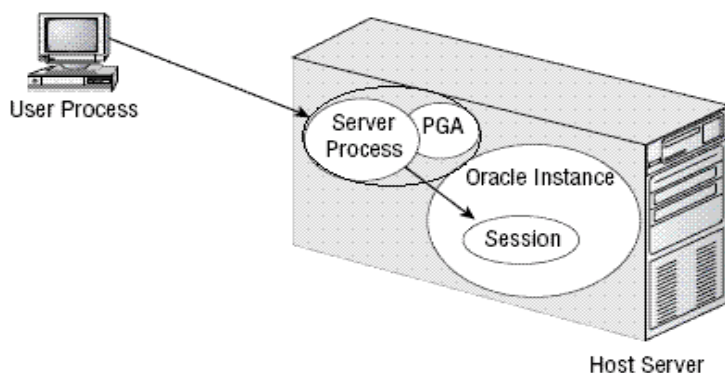 User Process
Server
Process
PGA
Oracle Instance
Session
Host Server